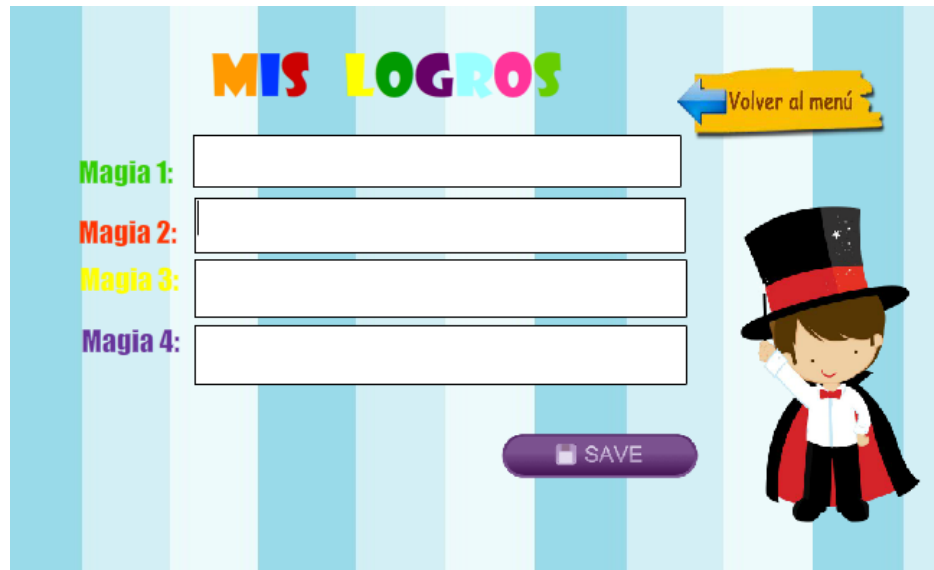 MIS LOGROS
Volver al menú
Magia 1:
Magia 2:
Magia 3:
Magia 4:
SAVE